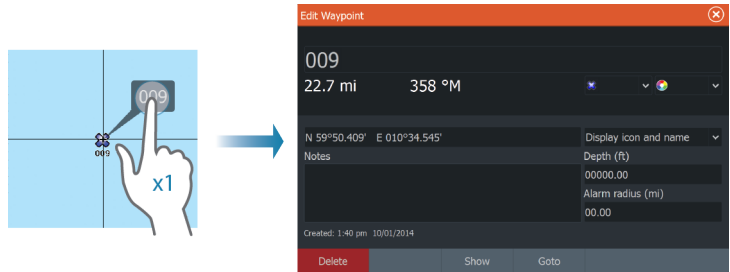 009
009
x1
Edit Waypoint
009
22.7 mi 358 °M
N 59°50.409' E 010°34.545' Display icon and name
Notes Depth (ft)
00000.00
Alarm radius (mi)
00.00
Created: 1:40 pm 10/01/2014
Delete Show Goto